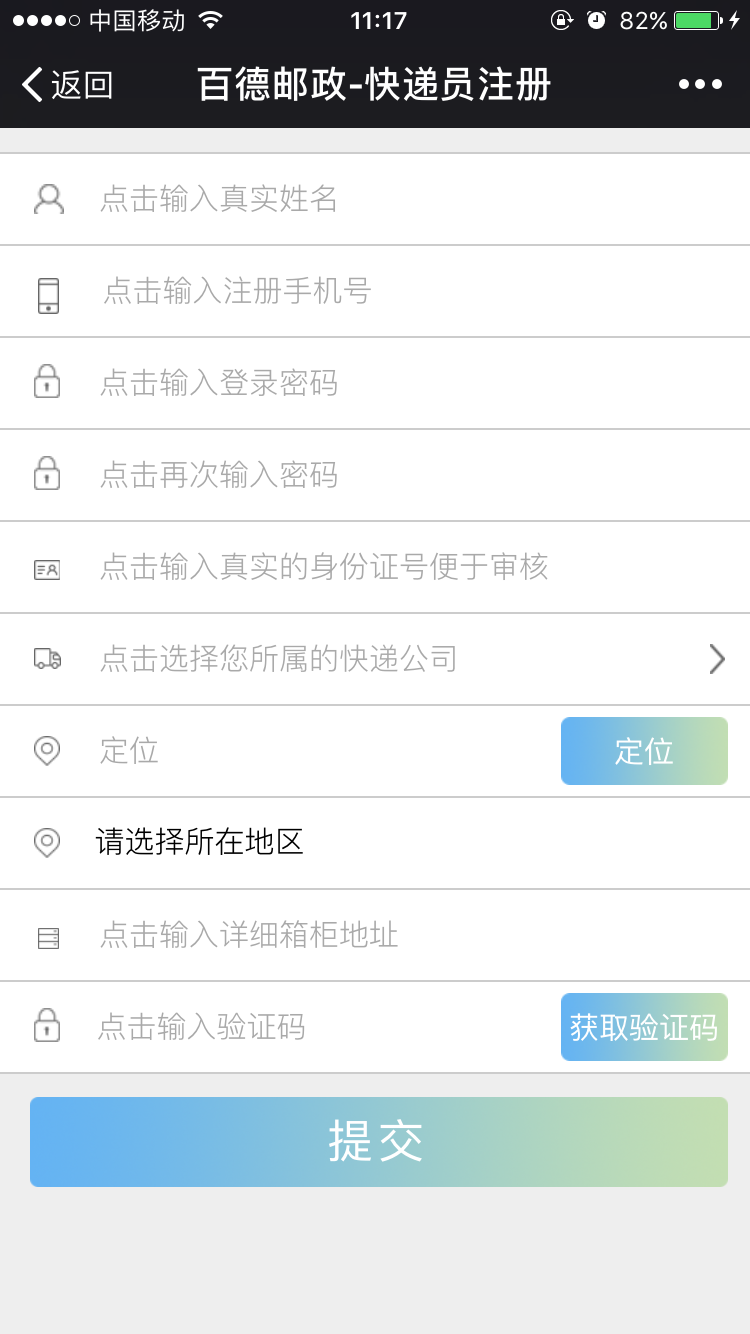 中国移动 11:17 82%
返回 百德邮政-快递员注册
点击输入真实姓名
点击输入注册手机号
点击输入登录密码
点击再次输入密码
点击输入真实的身份证号便于审核
点击选择您所属的快递公司
定位 定位
请选择所在地区
点击输入详细箱柜地址
点击输入验证码 获取验证码
提交